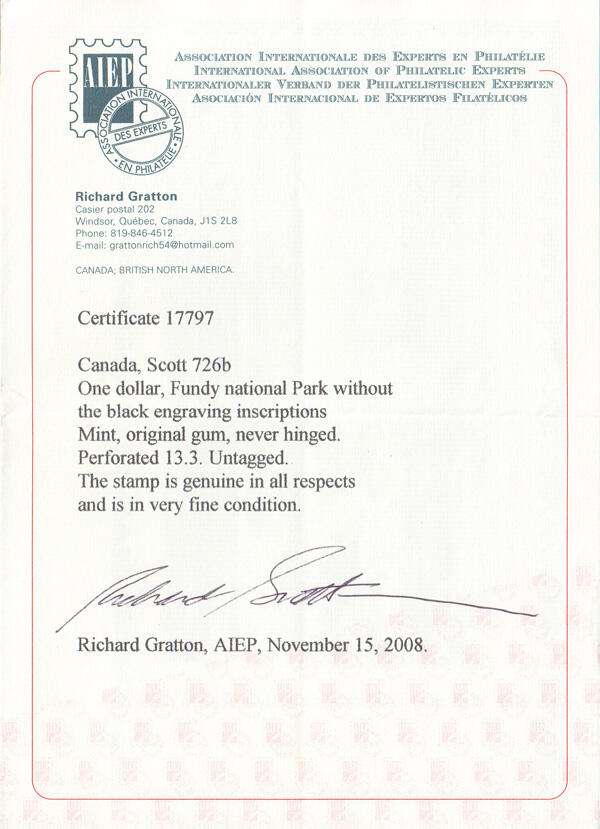 AIEP
ASSOCIATION INTERNATIONALE
DES EXPERTS
• EN PHILATÉLIE •
ASSOCIATION INTERNATIONALE DES EXPERTS EN PHILATÉLIE
INTERNATIONAL ASSOCIATION OF PHILATELIC EXPERTS
INTERNATIONALER VERBAND DER PHILATELISTISCHEN EXPERTEN
ASOCIACIÓN INTERNACIONAL DE EXPERTOS FILATÉLICOS
Richard Gratton
Casier postal 202
Windsor, Québec, Canada, J1S 2L8
Phone: 819-846-4512
E-mail: grattonrich54@hotmail.com
CANADA; BRITISH NORTH AMERICA.
Certificate 17797
Canada, Scott 726b
One dollar, Fundy national Park without
the black engraving inscriptions
Mint, original gum, never hinged.
Perforated 13.3. Untagged.
The stamp is genuine in all respects
and is in very fine condition.
Richard Gratton
Richard Gratton, AIEP, November 15, 2008.